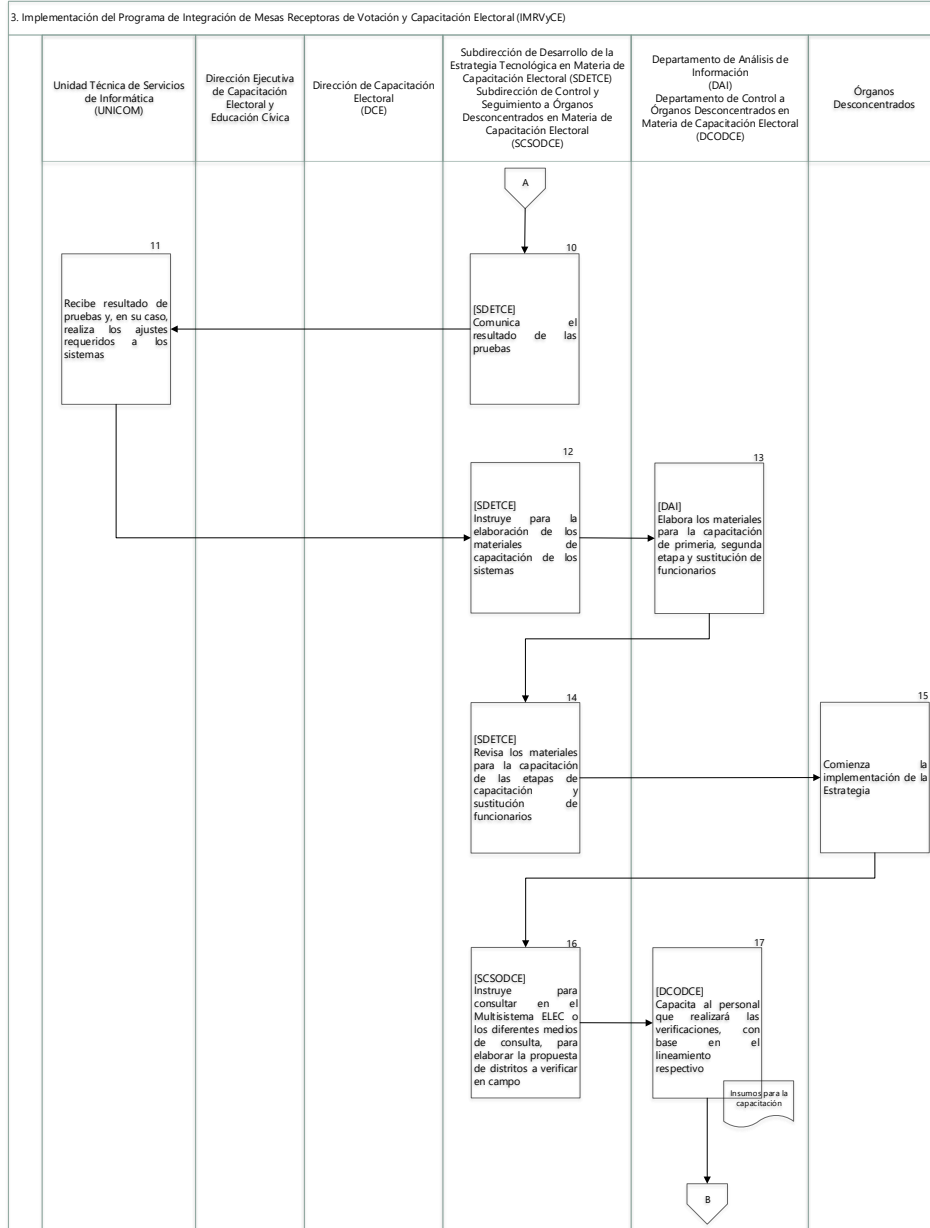 3. Implementación del Programa de Integración de Mesas Receptoras de Votación y Capacitación Electoral (IMRVyCE)
Unidad Técnica de Servicios
de Informática
(UNICOM)
Dirección Ejecutiva
de Capacitación
Electoral y
Educación Cívica
Dirección de Capacitación
Electoral
(DCE)
Subdirección de Desarrollo de la
Estrategia Tecnológica en Materia de
Capacitación Electoral (SDETCE)
Subdirección de Control y
Seguimiento a Órganos
Desconcentrados en Materia de
Capacitación Electoral
(SCSODCE)
Departamento de Análisis de
Información
(DAI)
Departamento de Control a
Órganos Desconcentrados en
Materia de Capacitación Electoral
(DCODCE)
Órganos
Desconcentrados
A
10
[SDETCE]
Comunica el
resultado de las
pruebas
11
Recibe resultado de
pruebas y, en su caso,
realiza los ajustes
requeridos a los
sistemas
12
[SDETCE]
Instruye para la
elaboración de los
materiales de
capacitación de los
sistemas
13
[DAI]
Elabora los materiales
para la capacitación
de primeria, segunda
etapa y sustitución de
funcionarios
14
[SDETCE]
Revisa los materiales
para la capacitación
de las etapas de
capacitación y
sustitución de
funcionarios
15
Comienza la
implementación de la
Estrategia
16
[SCSODCE]
Instruye para
consultar en el
Multisistema ELEC o
los diferentes medios
de consulta, para
elaborar la propuesta
de distritos a verificar
en campo
17
[DCODCE]
Capacita al personal
que realizará las
verificaciones, con
base en el
lineamiento
respectivo
Insumos para la
capacitación
B